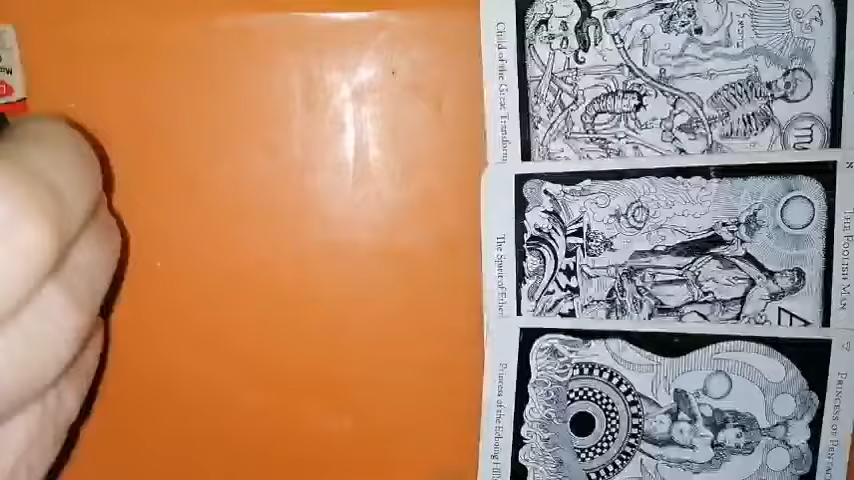 Child of the Great Transform
The Spirit of Ether
THE FOOLISH MAN
Princess of the Echoing Hills
PRINCESS OF PENTAC